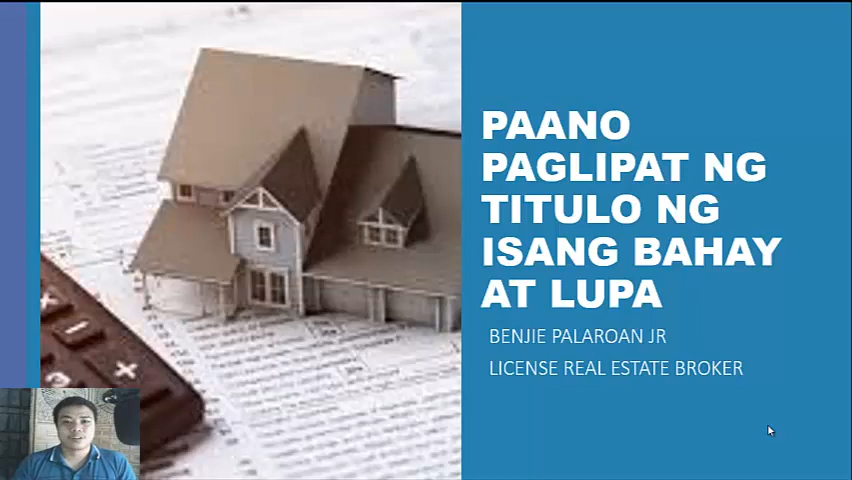 PAANO
PAGLIPAT NG
TITULO NG
ISANG BAHAY
AT LUPA
BENJIE PALAROAN JR
LICENSE REAL ESTATE BROKER